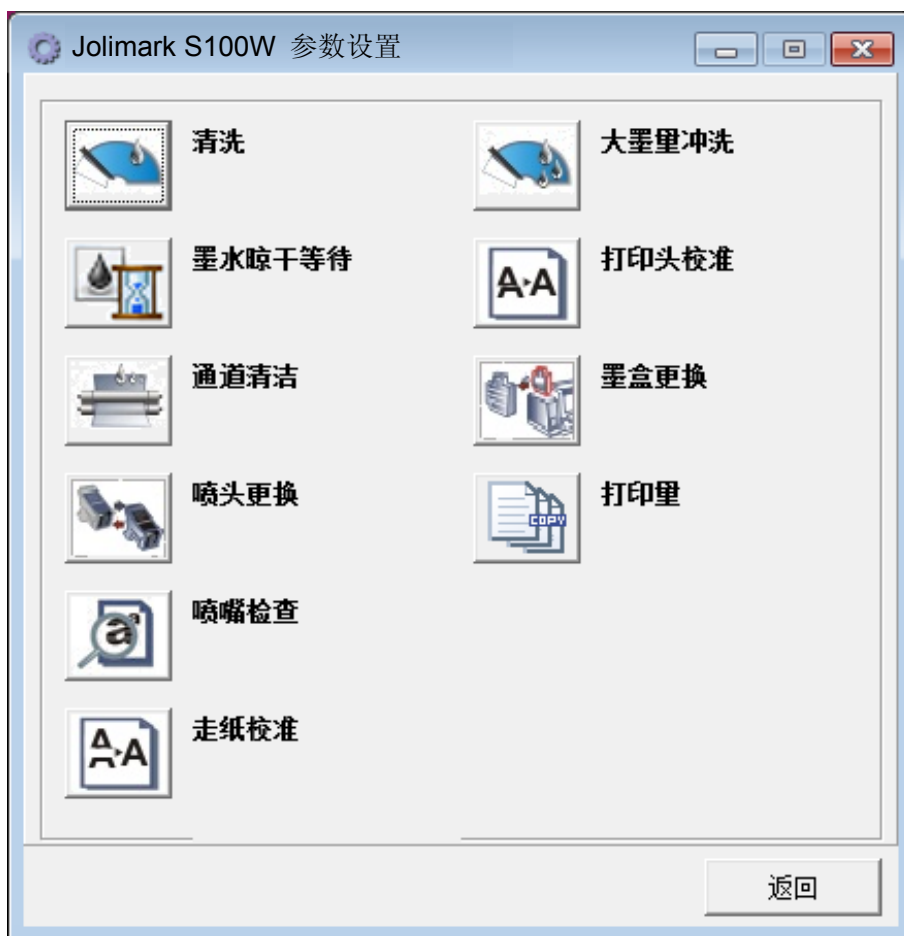 Jolimark S100W 参数设置
清洗
大墨量冲洗
墨水晾干等待
打印头校准
通道清洁
墨盒更换
喷头更换
打印量
COPY
喷嘴检查
走纸校准
返回